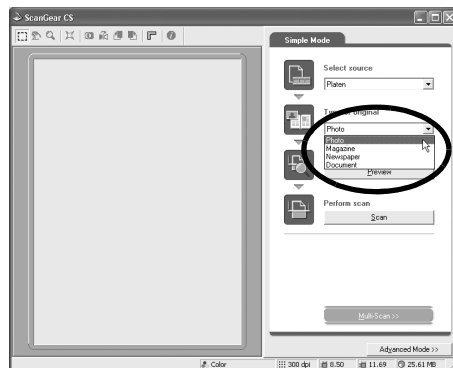 ScanGear CS
Simple Mode
Select source
Platen
Type of original
Photo
Photo
Magazine
Newspaper
Document
Preview
Perform scan
Scan
Multi-Scan >>
Advanced Mode >>
Color
300 dpi
8.50
11.69
25.61 MB